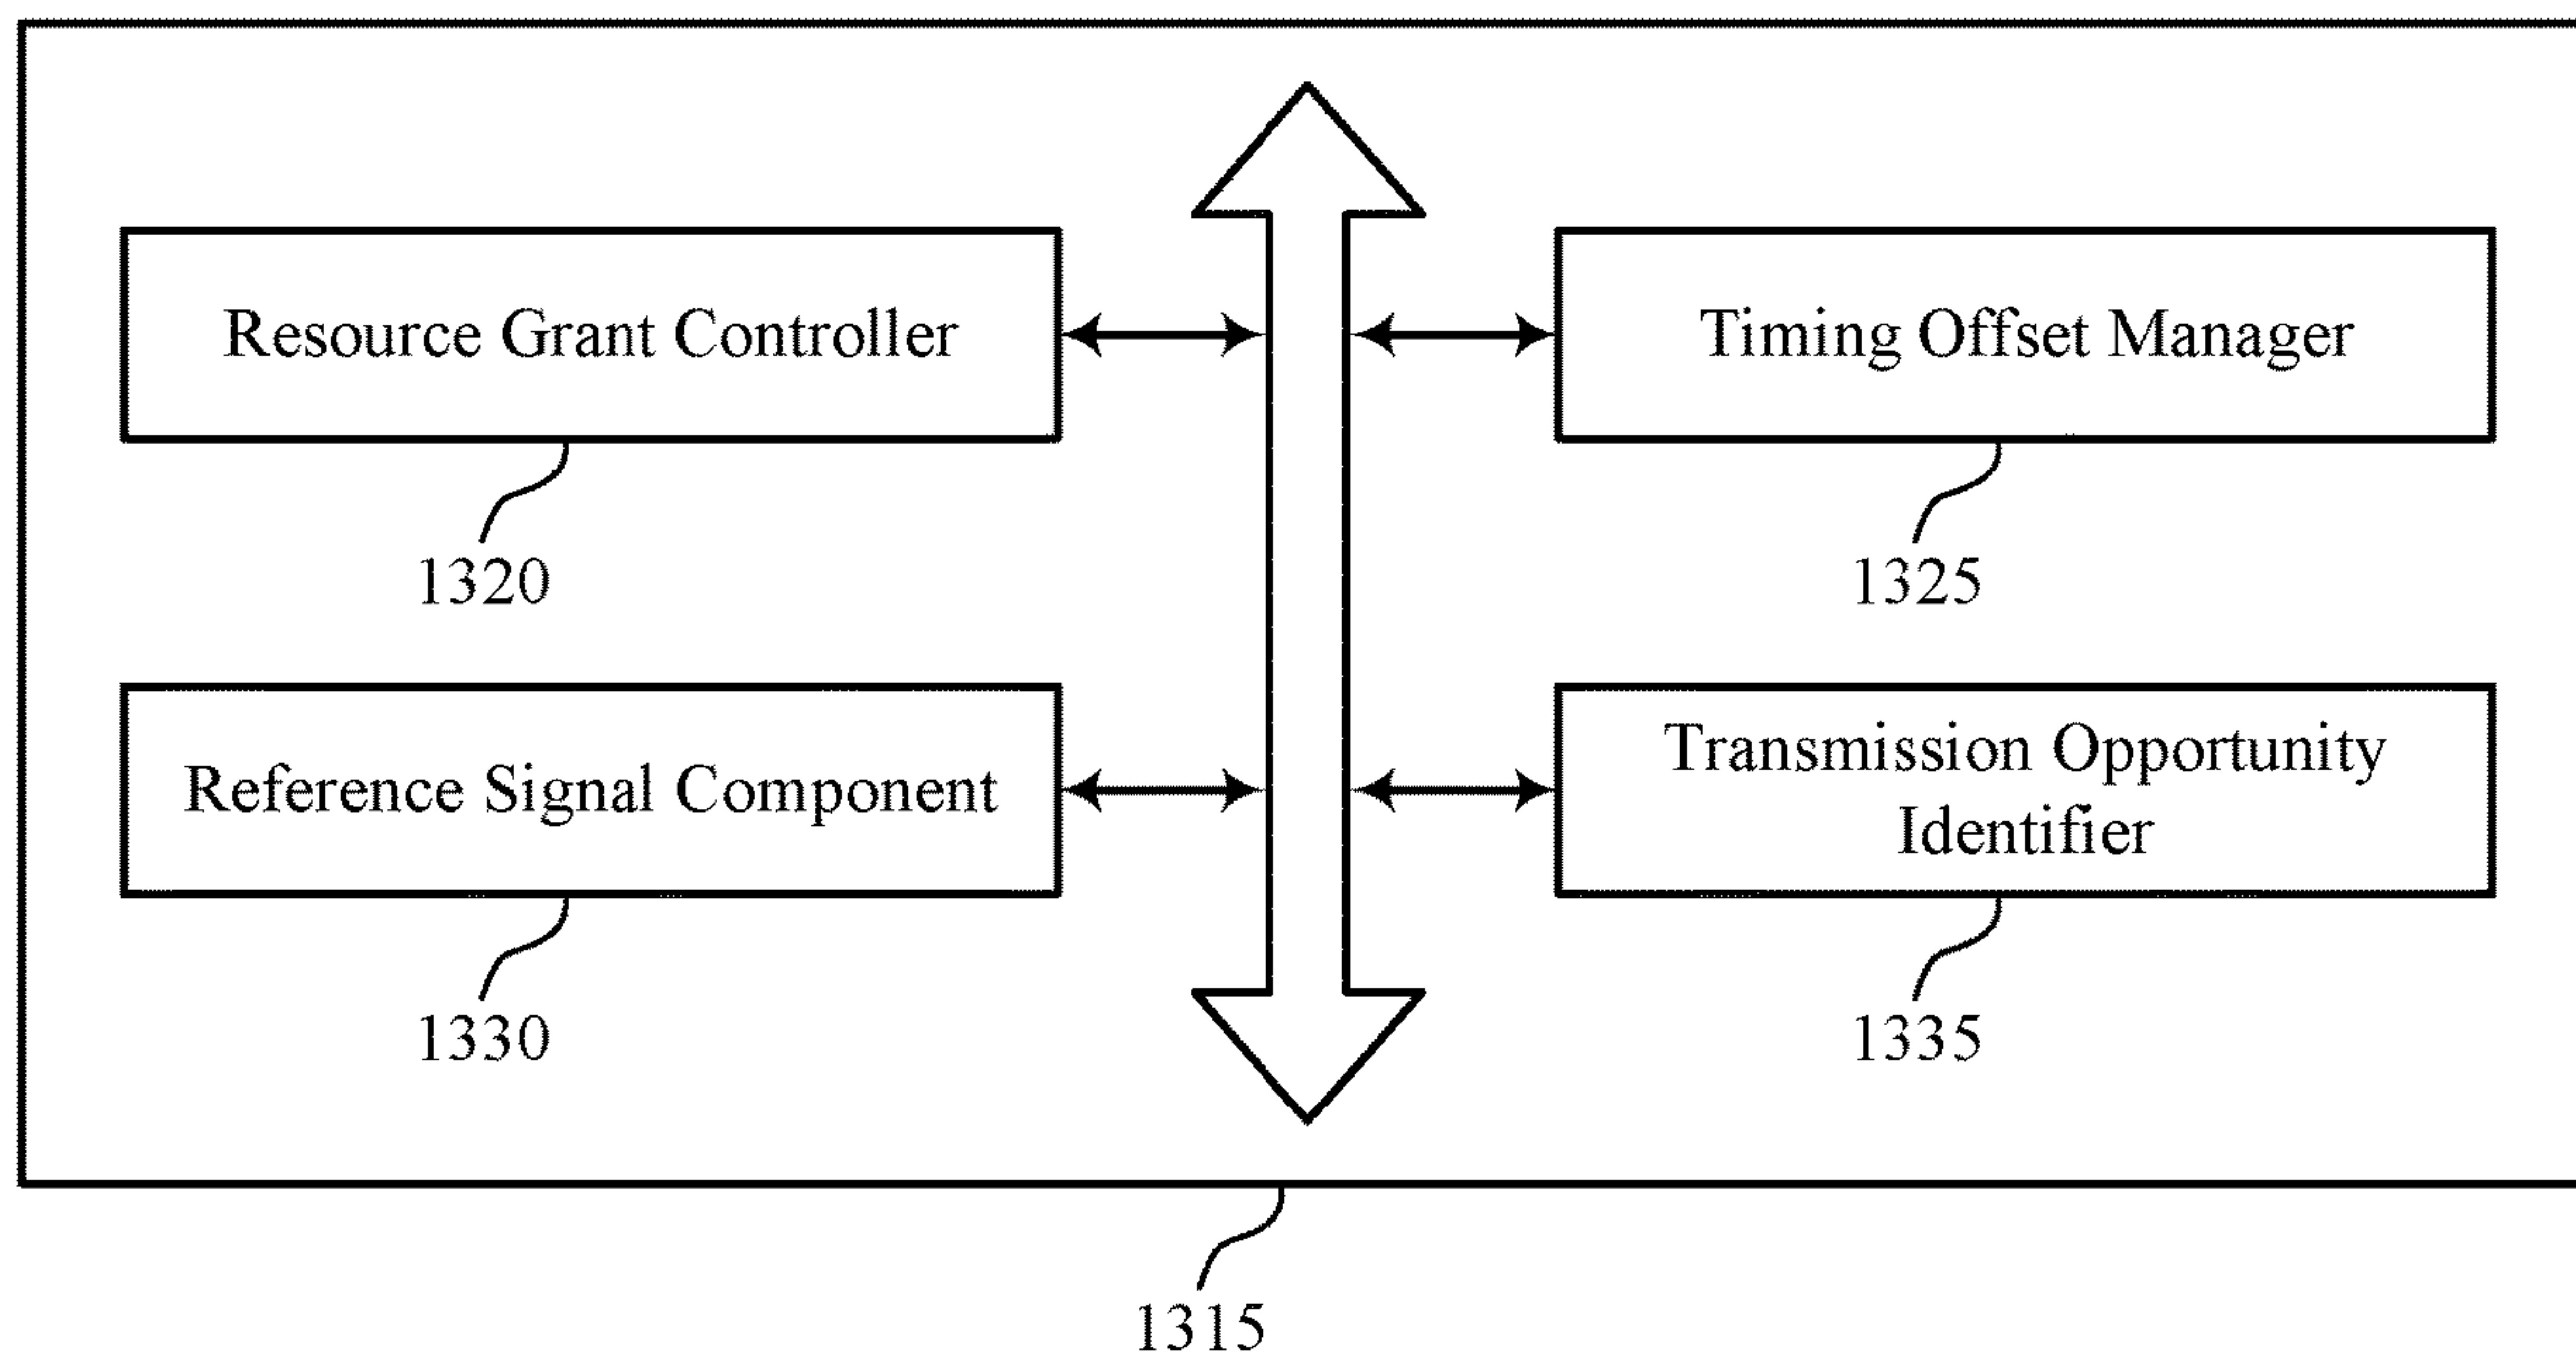 Resource Grant Controller
Timing Offset Manager
1320
1325
Reference Signal Component
Transmission Opportunity
Identifier
1330
1335
1315